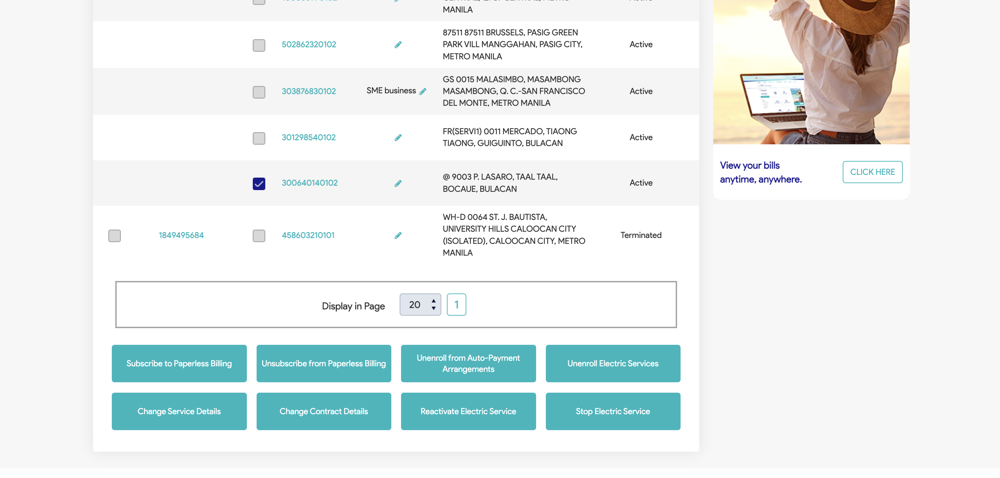 MANILA
502862320102
87511 87511 BRUSSELS, PASIG GREEN
PARK VILL MANGGAHAN, PASIG CITY,
METRO MANILA
Active
303876830102
SME business
GS 0015 MALASIMBO, MASAMBONG
MASAMBONG, Q. C.-SAN FRANCISCO
DEL MONTE, METRO MANILA
Active
301298540102
FR(SERVI1) 0011 MERCADO, TIAONG
TIAONG, GUIGUINTO, BULACAN
Active
300640140102
@ 9003 P. LASARO, TAAL TAAL,
BOCAUE, BULACAN
Active
1849495684
458603210101
WH-D 0064 ST. J. BAUTISTA,
UNIVERSITY HILLS CALOOCAN CITY
(ISOLATED), CALOOCAN CITY, METRO
MANILA
Terminated
Display in Page
20
1
Subscribe to Paperless Billing
Unsubscribe from Paperless Billing
Unenroll from Auto-Payment
Arrangements
Unenroll Electric Services
Change Service Details
Change Contract Details
Reactivate Electric Service
Stop Electric Service
View your bills
anytime, anywhere.
CLICK HERE